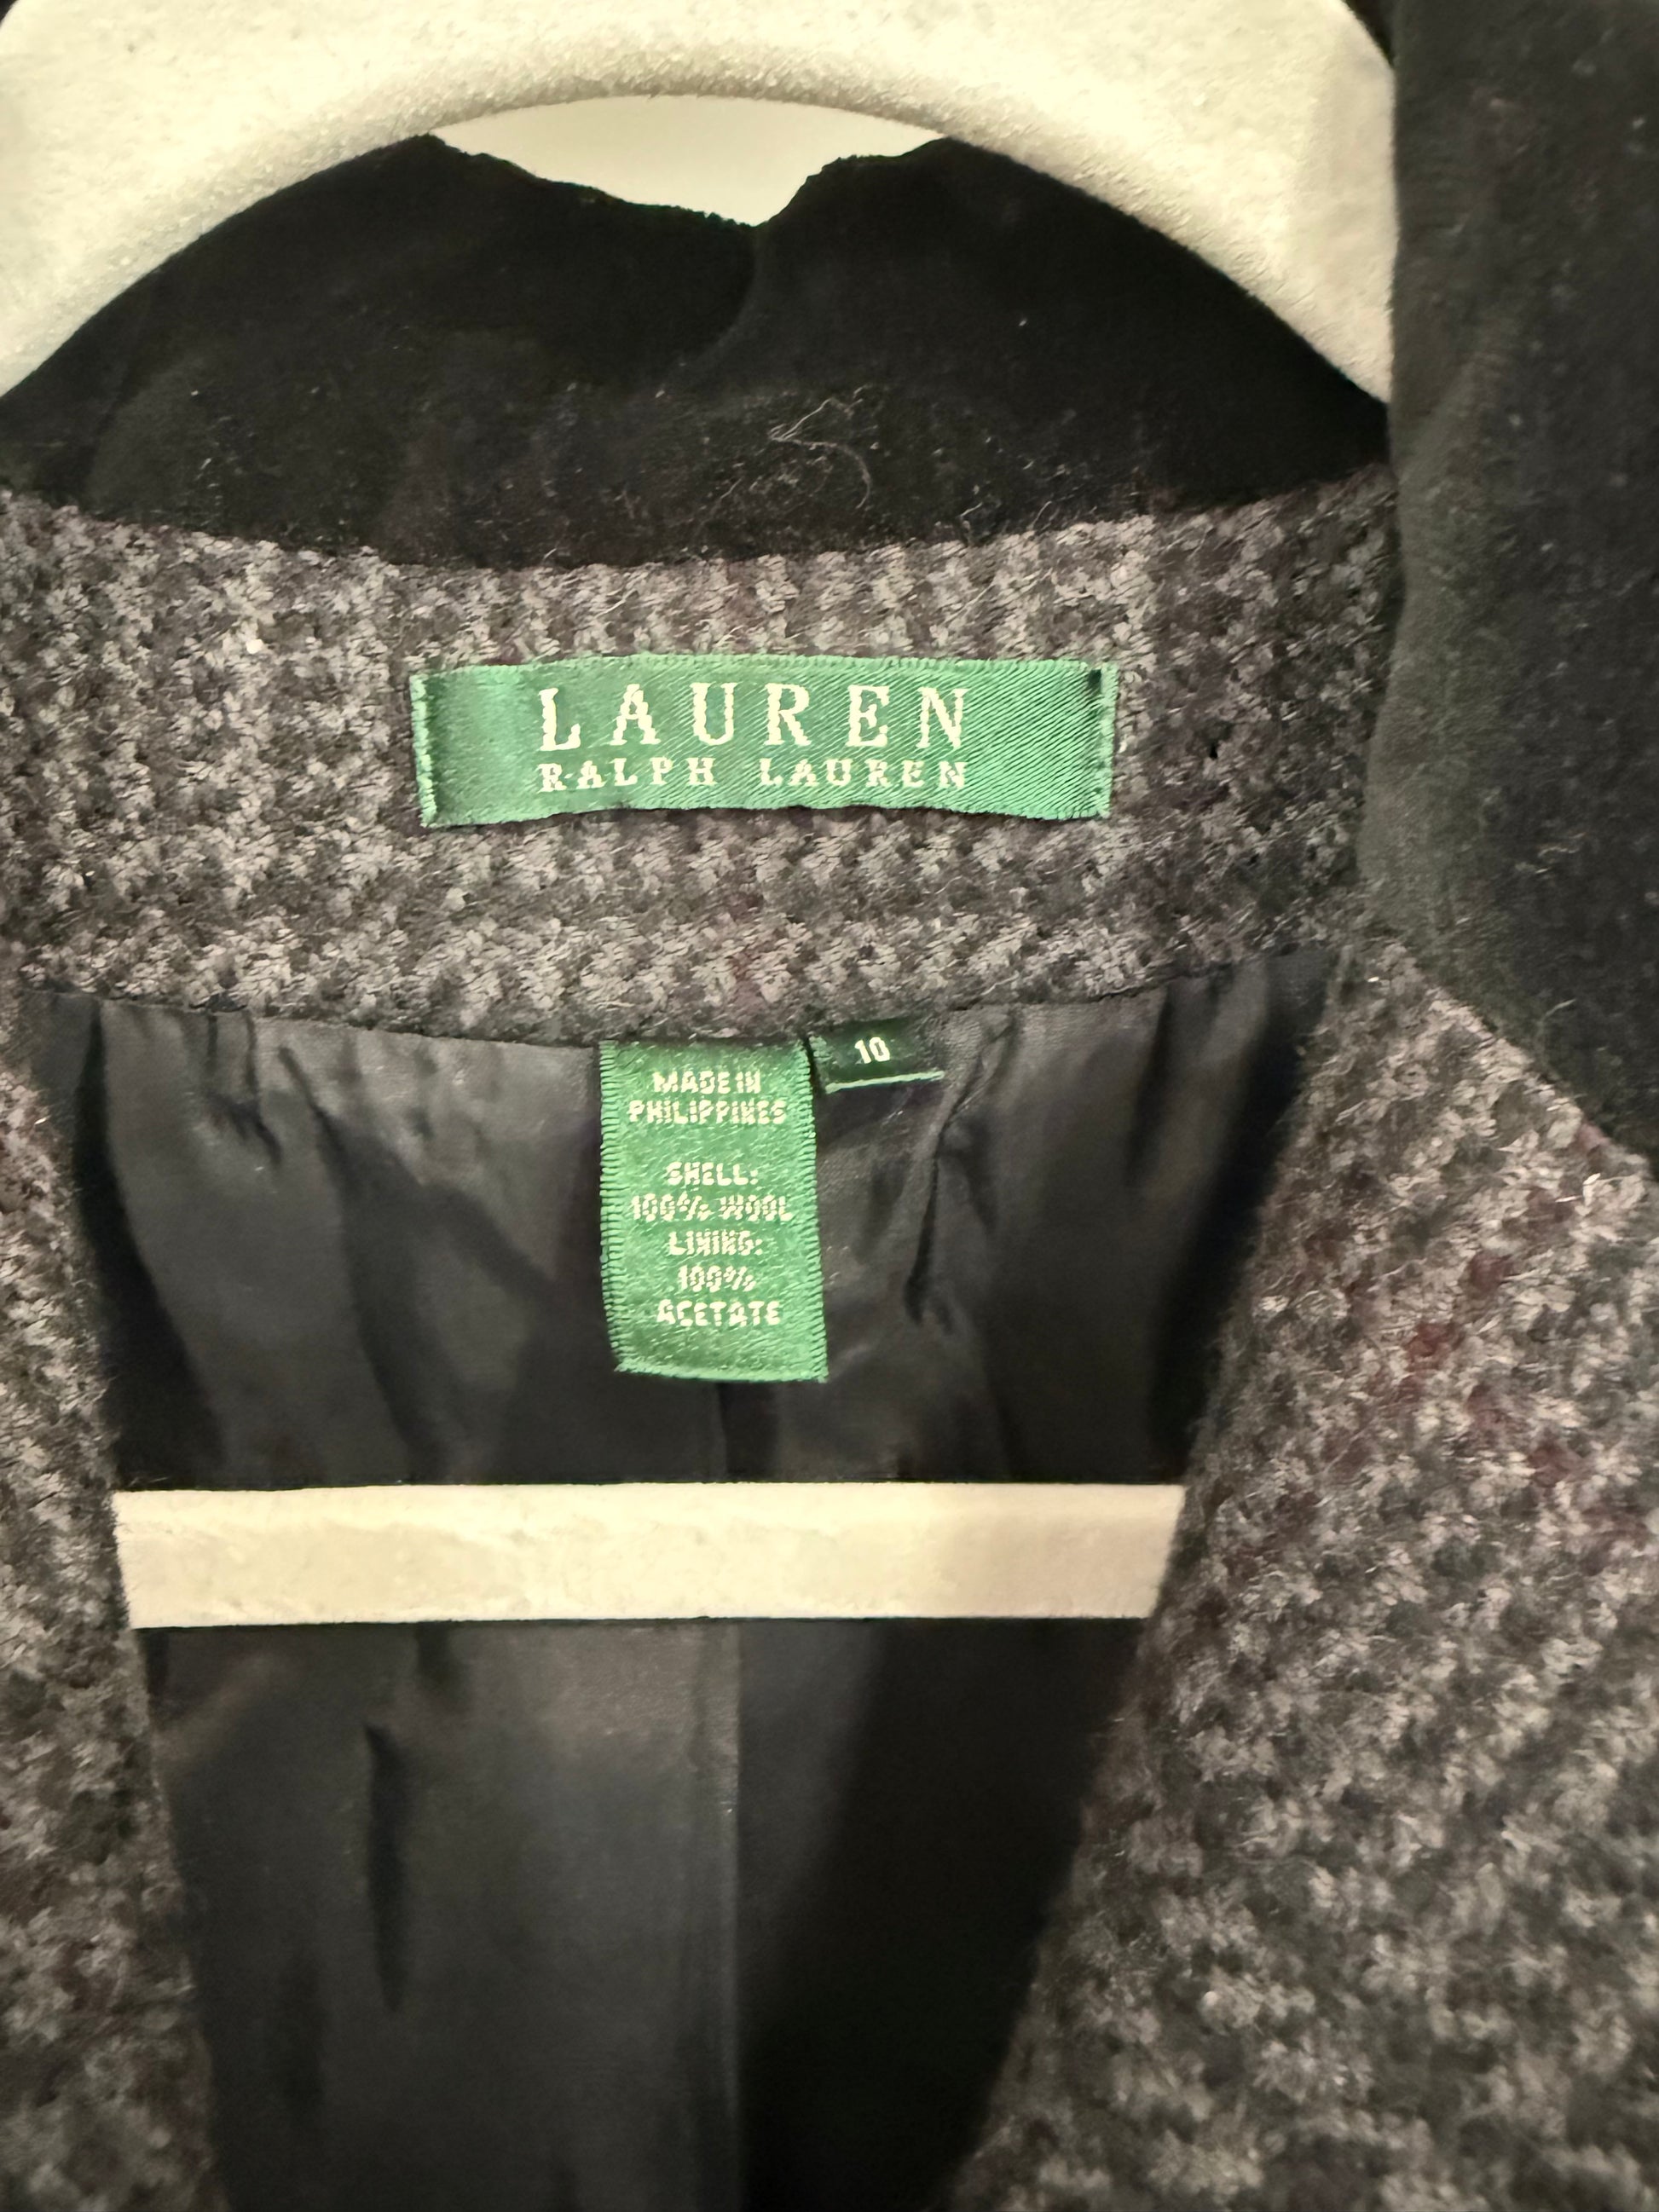 LAUREN
RALPH LAUREN
10
MADE IN
PHILIPPINES
SHELL:
100% WOOL
LINING:
100%
ACETATE